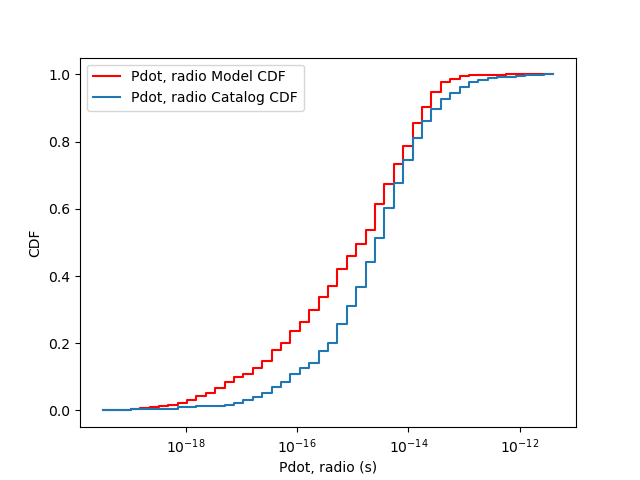 Pdot, radio Model CDF
Pdot, radio Catalog CDF
1.0
0.8
0.6
0.4
0.2
0.0
CDF
10⁻¹⁸
10⁻¹⁶
10⁻¹⁴
10⁻¹²
Pdot, radio (s)